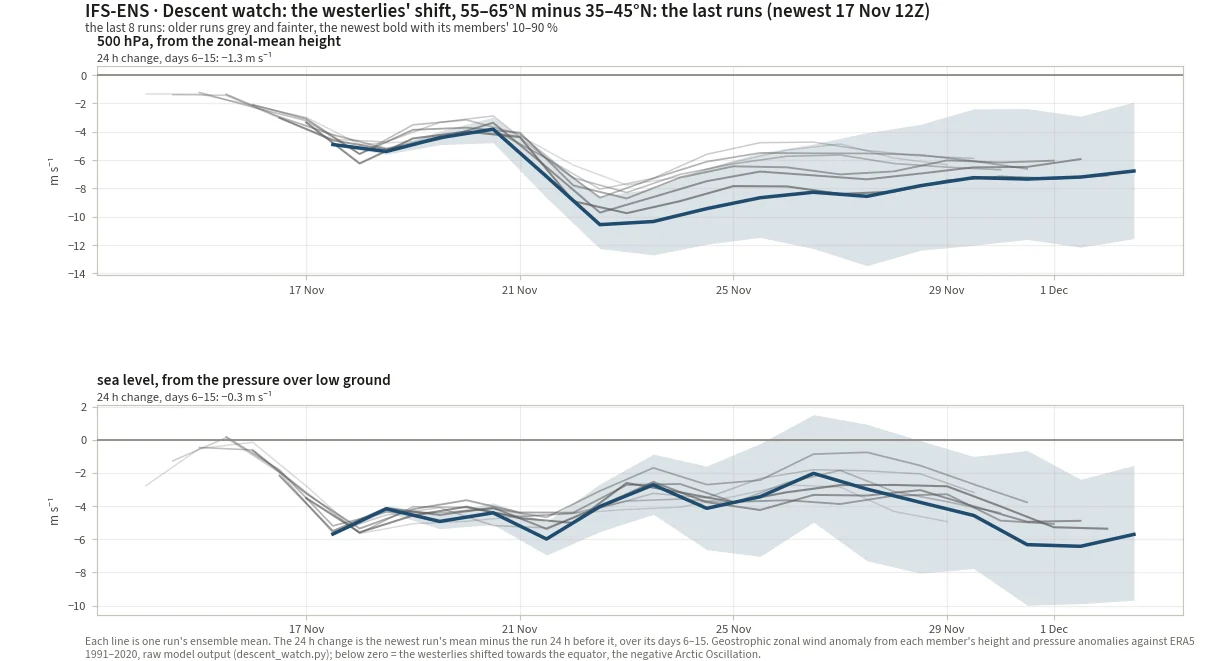 IFS-ENS · Descent watch: the westerlies' shift, 55–65°N minus 35–45°N: the last runs (newest 17 Nov 12Z)
the last 8 runs: older runs grey and fainter, the newest bold with its members' 10–90 %
500 hPa, from the zonal-mean height
24 h change, days 6–15: −1.3 m s⁻¹
0
−2
−4
−6
−8
−10
−12
−14
m s⁻¹
17 Nov
21 Nov
25 Nov
29 Nov
1 Dec
sea level, from the pressure over low ground
24 h change, days 6–15: −0.3 m s⁻¹
2
0
−2
−4
−6
−8
−10
m s⁻¹
17 Nov
21 Nov
25 Nov
29 Nov
1 Dec
Each line is one run's ensemble mean. The 24 h change is the newest run's mean minus the run 24 h before it, over its days 6–15. Geostrophic zonal wind anomaly from each member's height and pressure anomalies against ERA5
1991–2020, raw model output (descent_watch.py); below zero = the westerlies shifted towards the equator, the negative Arctic Oscillation.